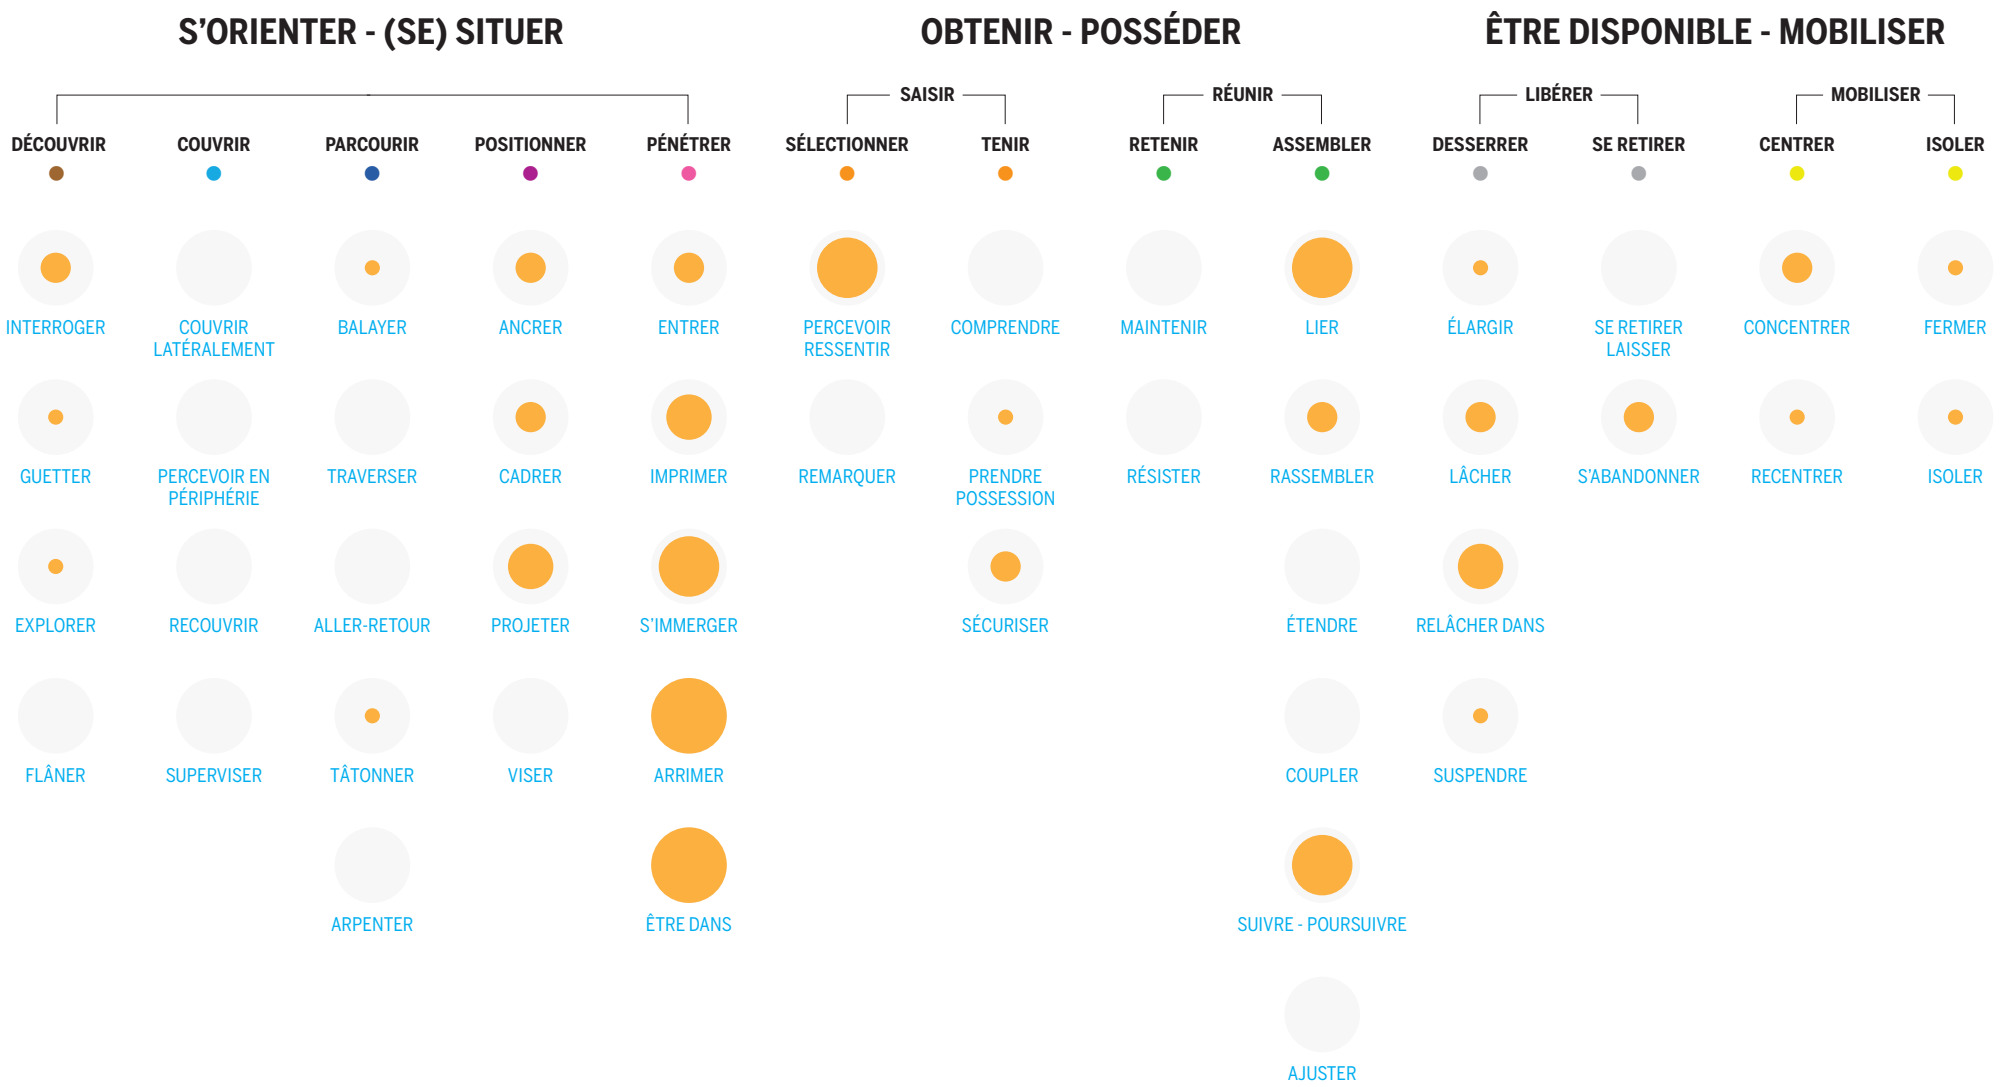 S’ORIENTER - (SE) SITUER
OBTENIR - POSSÉDER
ÊTRE DISPONIBLE - MOBILISER
SAISIR
RÉUNIR
LIBÉRER
MOBILISER
DÉCOUVRIR
COUVRIR
PARCOURIR
POSITIONNER
PÉNÉTRER
SÉLECTIONNER
TENIR
RETENIR
ASSEMBLER
DESSERRER
SE RETIRER
CENTRER
ISOLER
INTERROGER
COUVRIR
LATÉRALEMENT
BALAYER
ANCRER
ENTRER
PERCEVOIR
RESSENTIR
COMPRENDRE
MAINTENIR
LIER
ÉLARGIR
SE RETIRER
LAISSER
CONCENTRER
FERMER
GUETTER
PERCEVOIR EN
PÉRIPHÉRIE
TRAVERSER
CADRER
IMPRIMER
REMARQUER
PRENDRE
POSSESSION
RÉSISTER
RASSEMBLER
LÂCHER
S’ABANDONNER
RECENTRER
ISOLER
EXPLORER
RECOUVRIR
ALLER-RETOUR
PROJETER
S’IMMERGER
SÉCURISER
ÉTENDRE
RELÂCHER DANS
FLÂNER
SUPERVISER
TÂTONNER
VISER
ARRIMER
COUPLER
SUSPENDRE
ARPENTER
ÊTRE DANS
SUIVRE - POURSUIVRE
AJUSTER